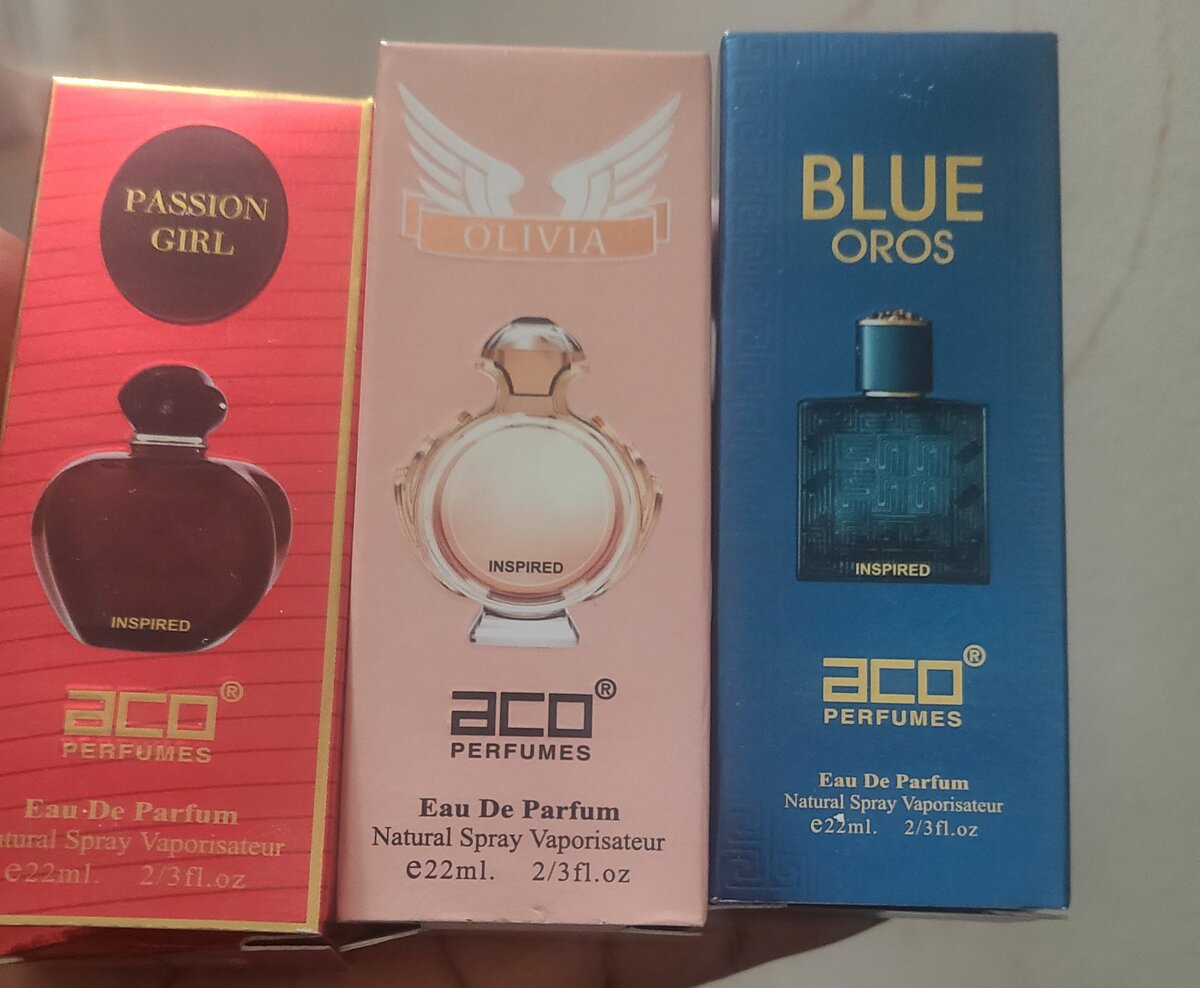 PASSION
GIRL
INSPIRED
aco®
PERFUMES
Eau De Parfum
Spray Vaporisateur
e22ml. 2/3fl.oz
OLIVIA
INSPIRED
aco®
PERFUMES
Eau De Parfum
Natural Spray Vaporisateur
e22ml. 2/3fl.oz
BLUE
OROS
INSPIRED
aco®
PERFUMES
Eau De Parfum
Natural Spray Vaporisateur
e22ml. 2/3fl.oz